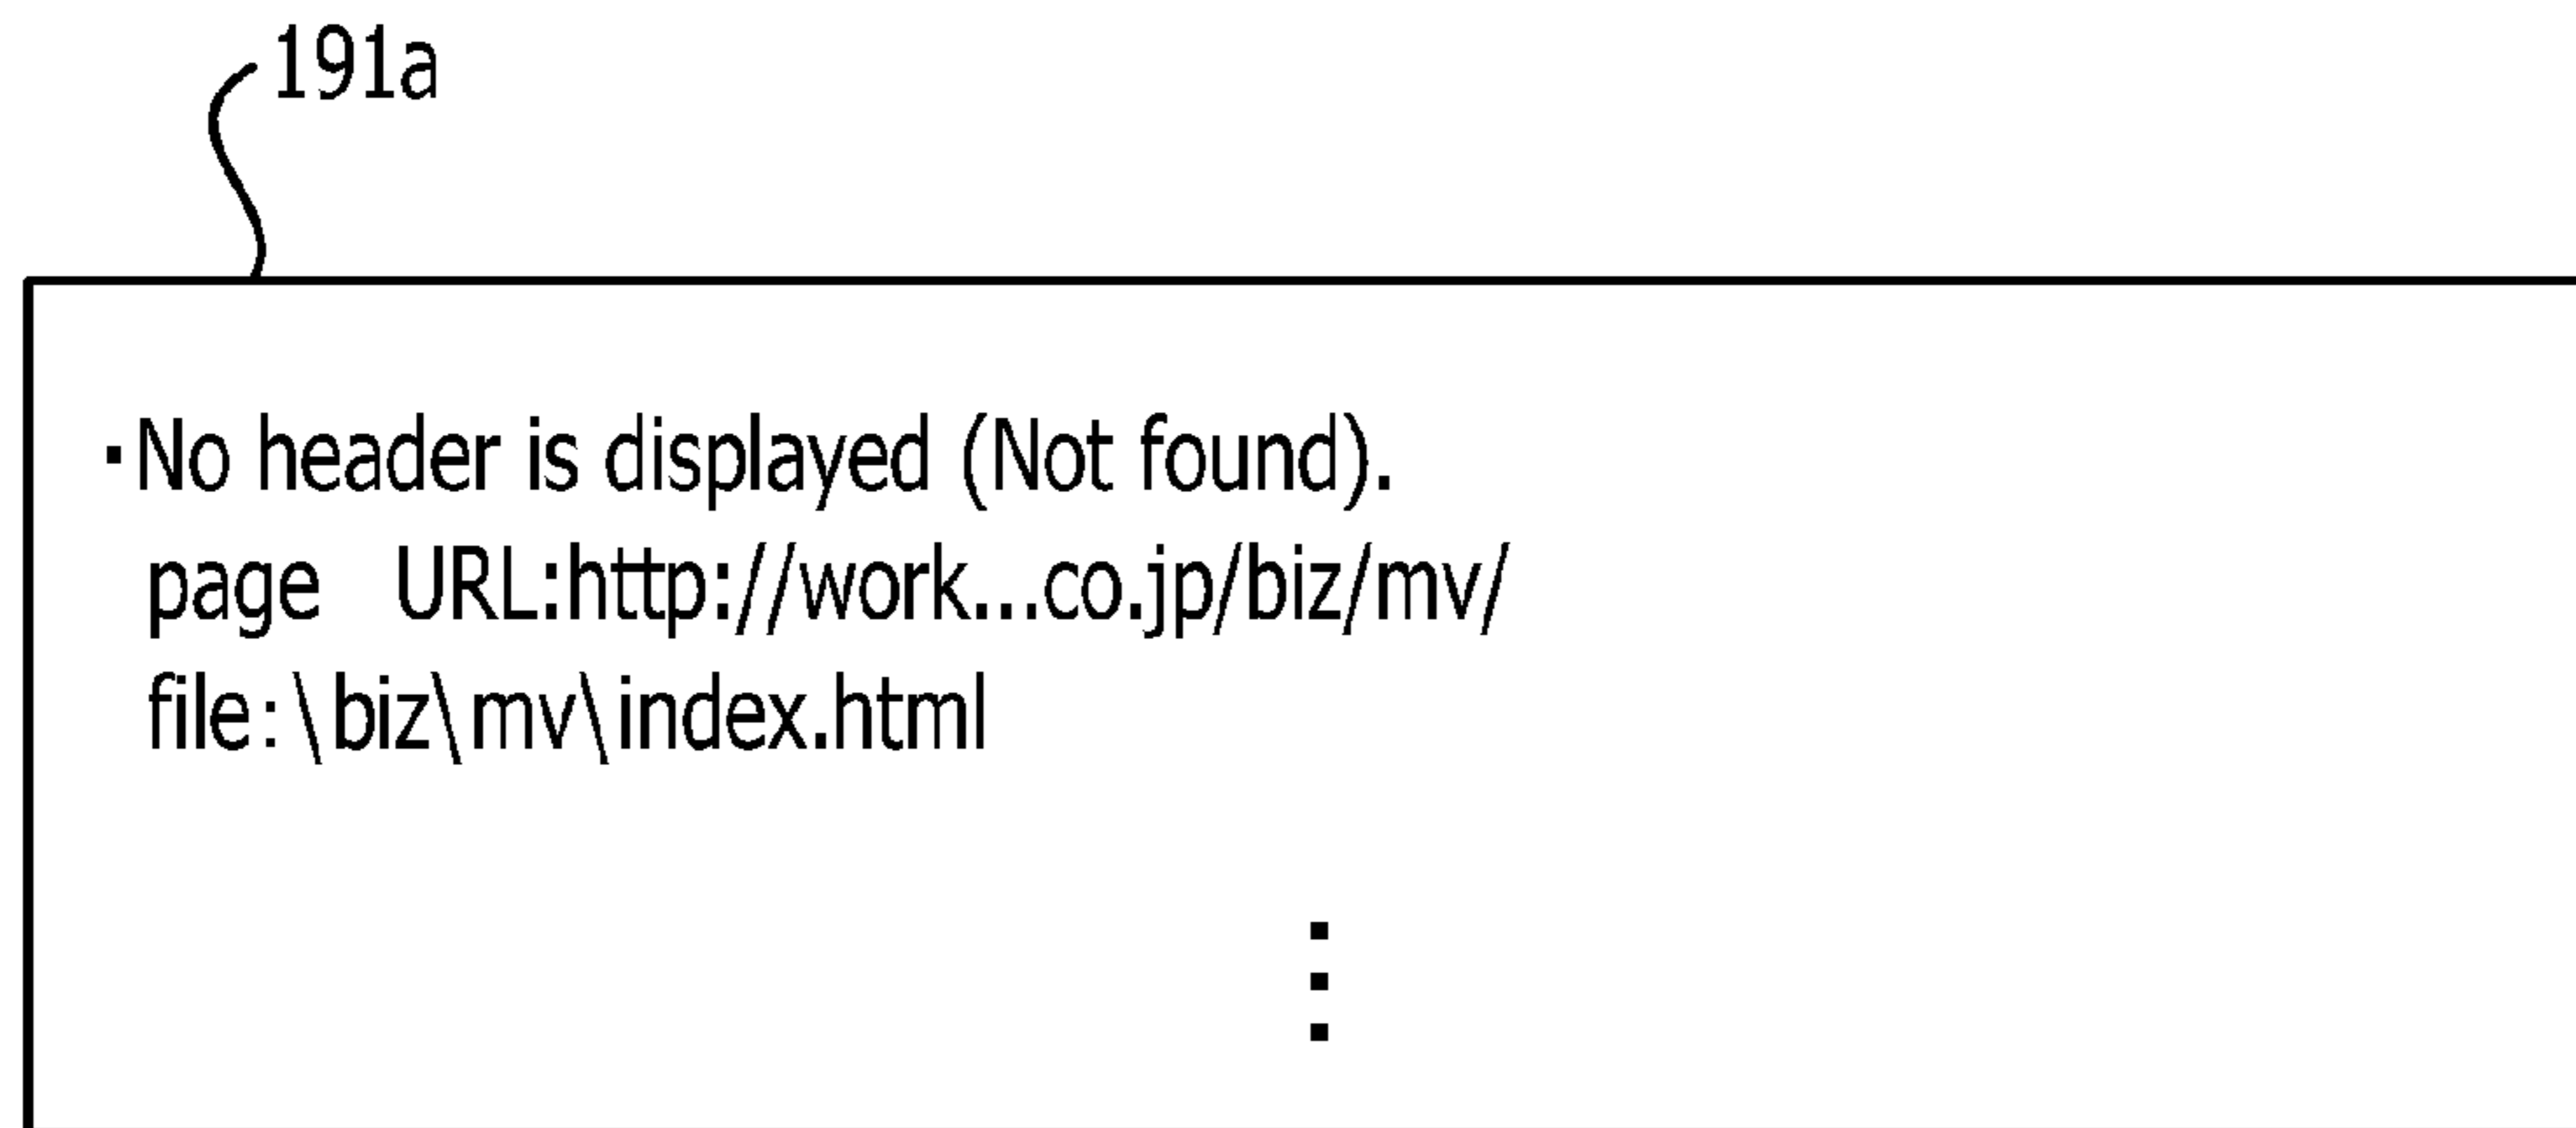 191a
·No header is displayed (Not found).
page URL:http://work...co.jp/biz/mv/
file:\biz\mv\index.html